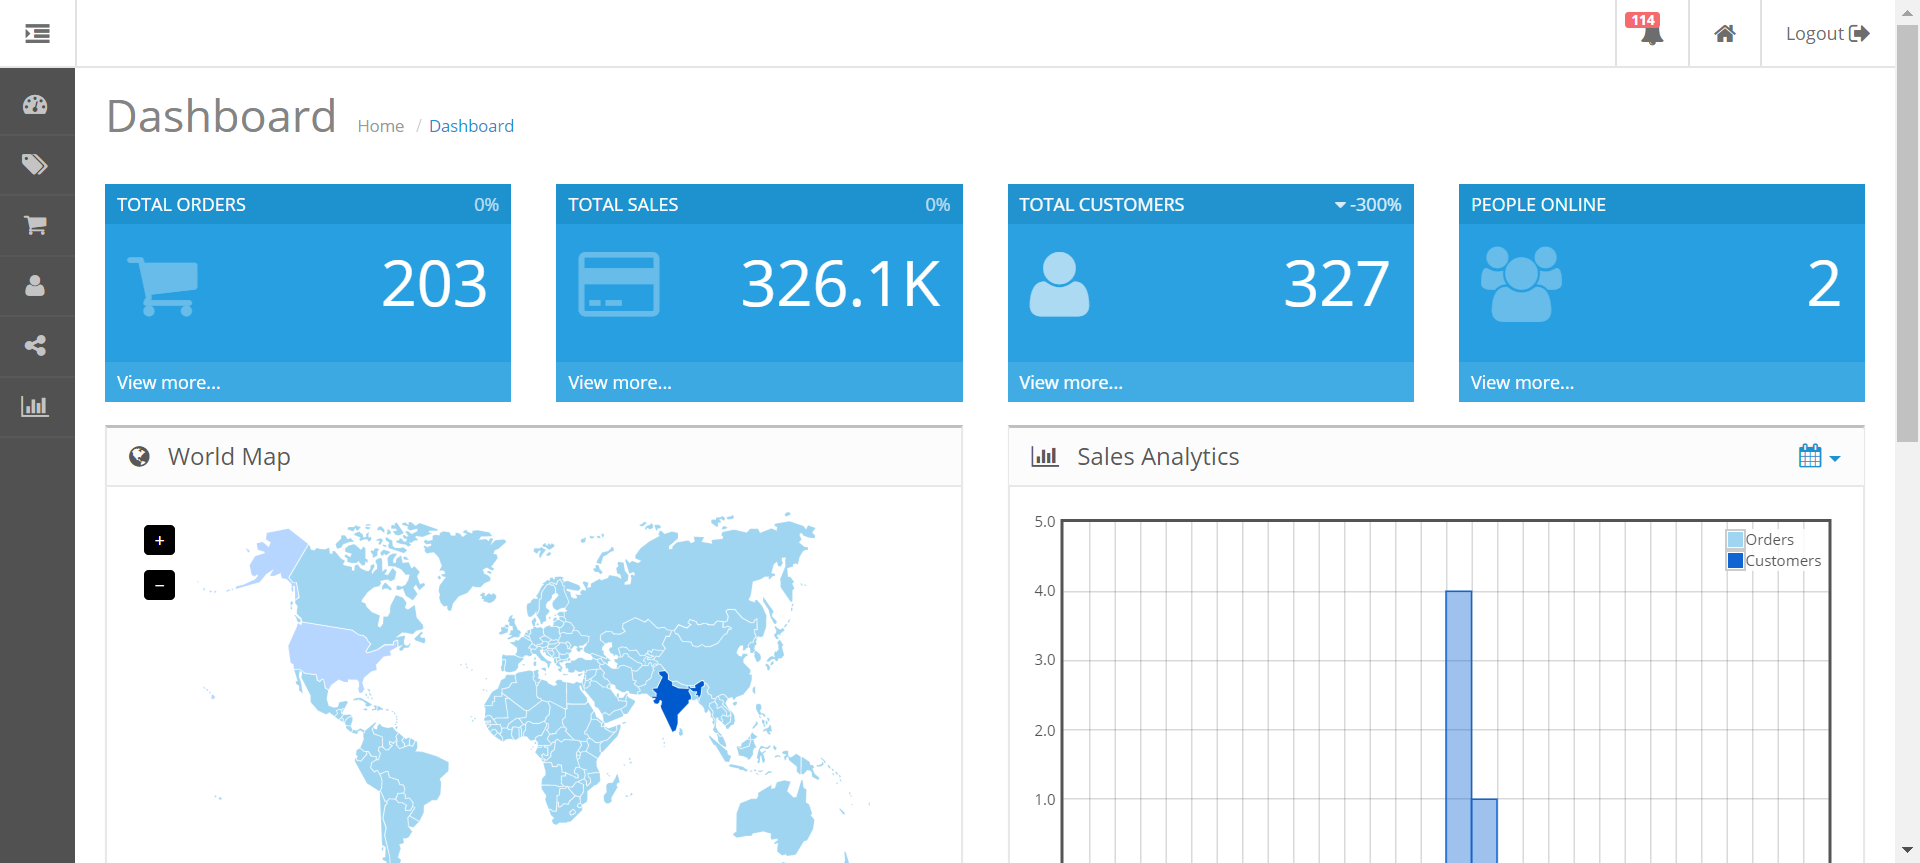 114
Logout
Dashboard Home / Dashboard
TOTAL ORDERS 0%
203
View more...
TOTAL SALES 0%
326.1K
View more...
TOTAL CUSTOMERS -300%
327
View more...
PEOPLE ONLINE
2
View more...
World Map
+
−
Sales Analytics
5.0
4.0
3.0
2.0
1.0
Orders
Customers